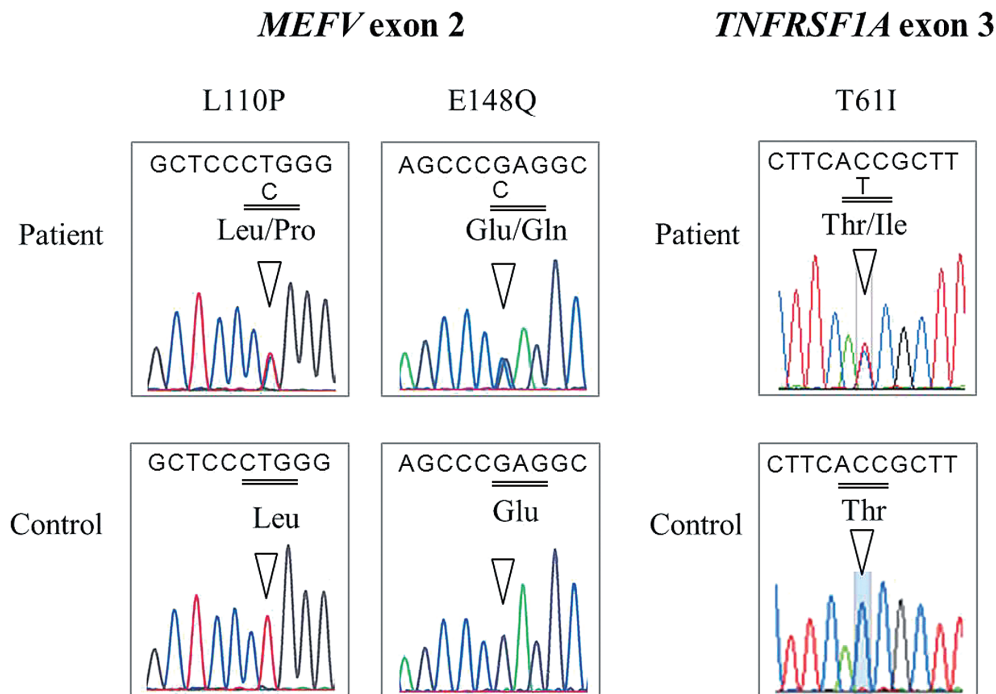 MEFV exon 2
TNFRSF1A exon 3
L110P
E148Q
T61I
Patient
GCTCCCTGGG
C
Leu/Pro
AGCCCGAGGC
C
Glu/Gln
Patient
CTTCACCGCTT
T
Thr/Ile
Control
GCTCCCTGGG
Leu
AGCCCGAGGC
Glu
Control
CTTCACCGCTT
Thr